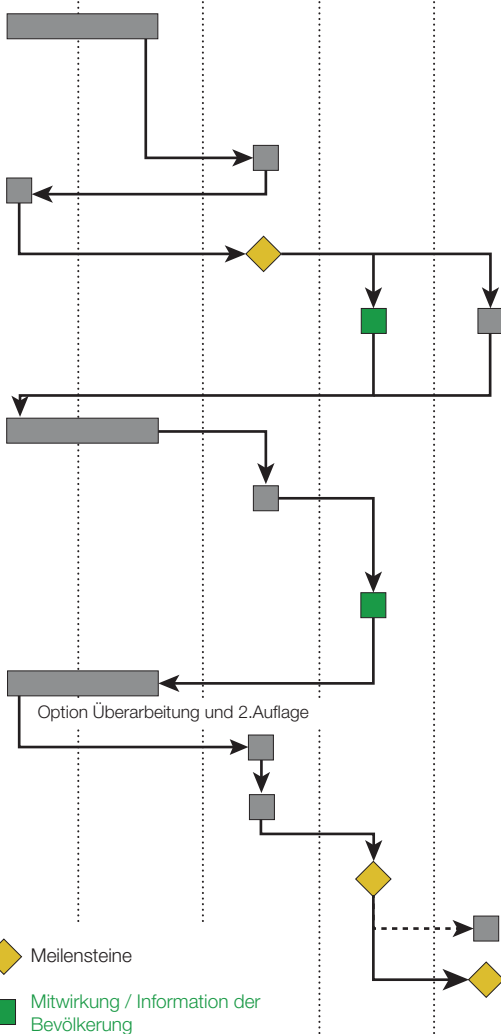 Option Überarbeitung und 2.Auflage
Meilensteine
Mitwirkung / Information der
Bevölkerung